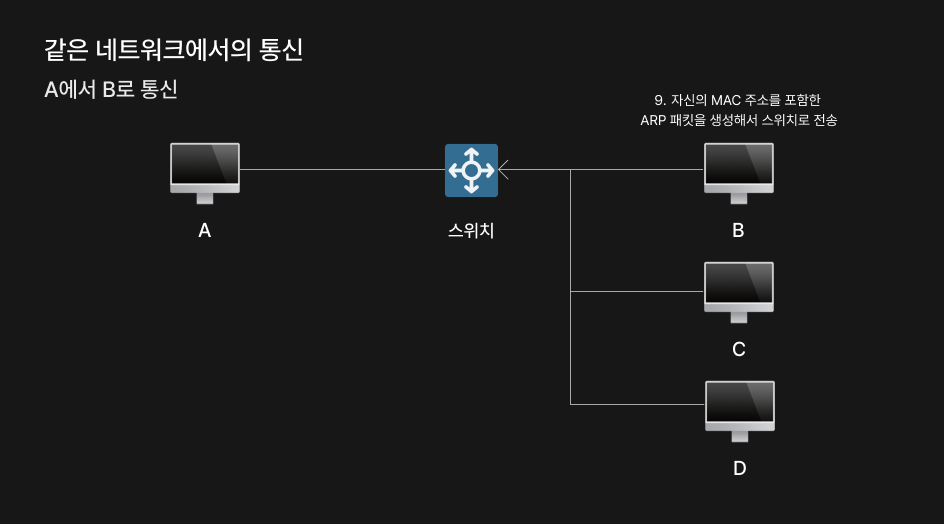 같은 네트워크에서의 통신
A에서 B로 통신
9. 자신의 MAC 주소를 포함한
ARP 패킷을 생성해서 스위치로 전송
A
스위치
B
C
D